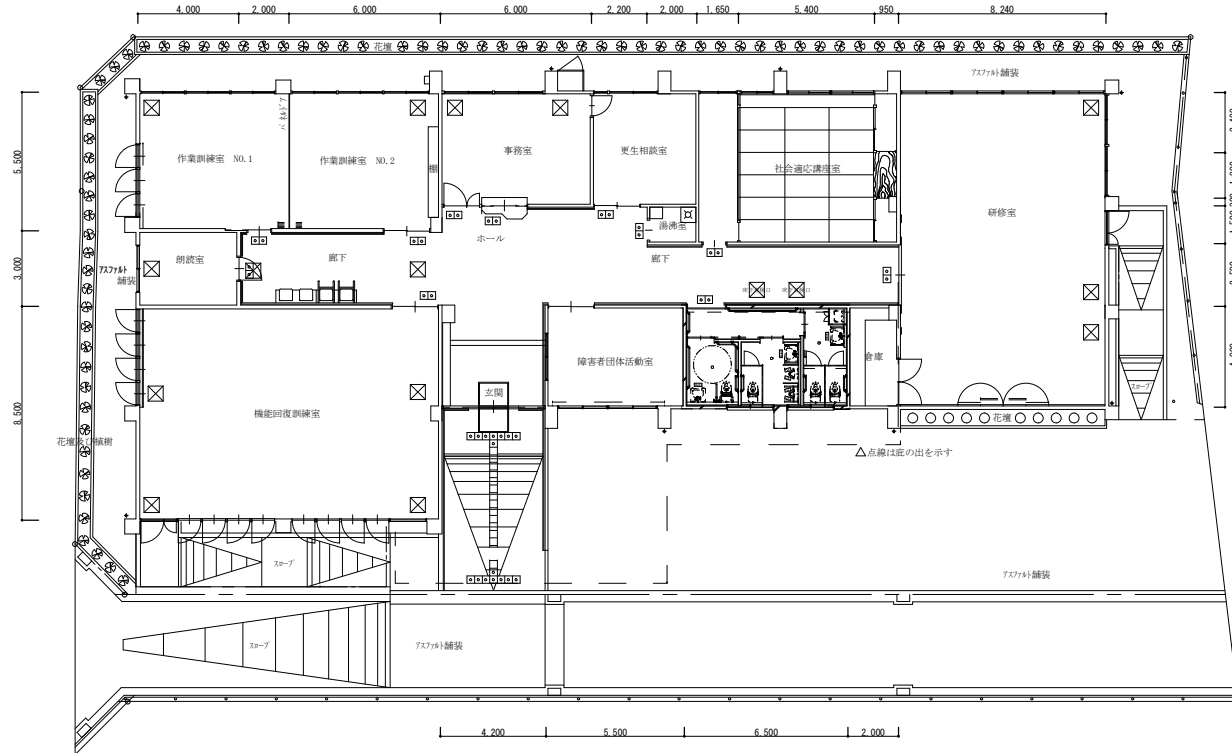 4.000 2.000 6.000 6.000 2.200 2.000 1.650 5.400 950 8.240
花壇
アスファルト舗装
パネルドア
作業訓練室 NO.1
作業訓練室 NO.2
棚
事務室
更生相談室
社会適応講座室
研修室
5.500
湯沸室
ホール
朗読室
廊下
廊下
アスファルト
舗装
3.000
障害者団体活動室
倉庫
玄関
機能回復訓練室
スロープ
花壇
8.500
花壇及び植樹
△点線は庇の出を示す
スロープ
アスファルト舗装
スロープ
アスファルト舗装
4.200 5.500 6.500 2.000